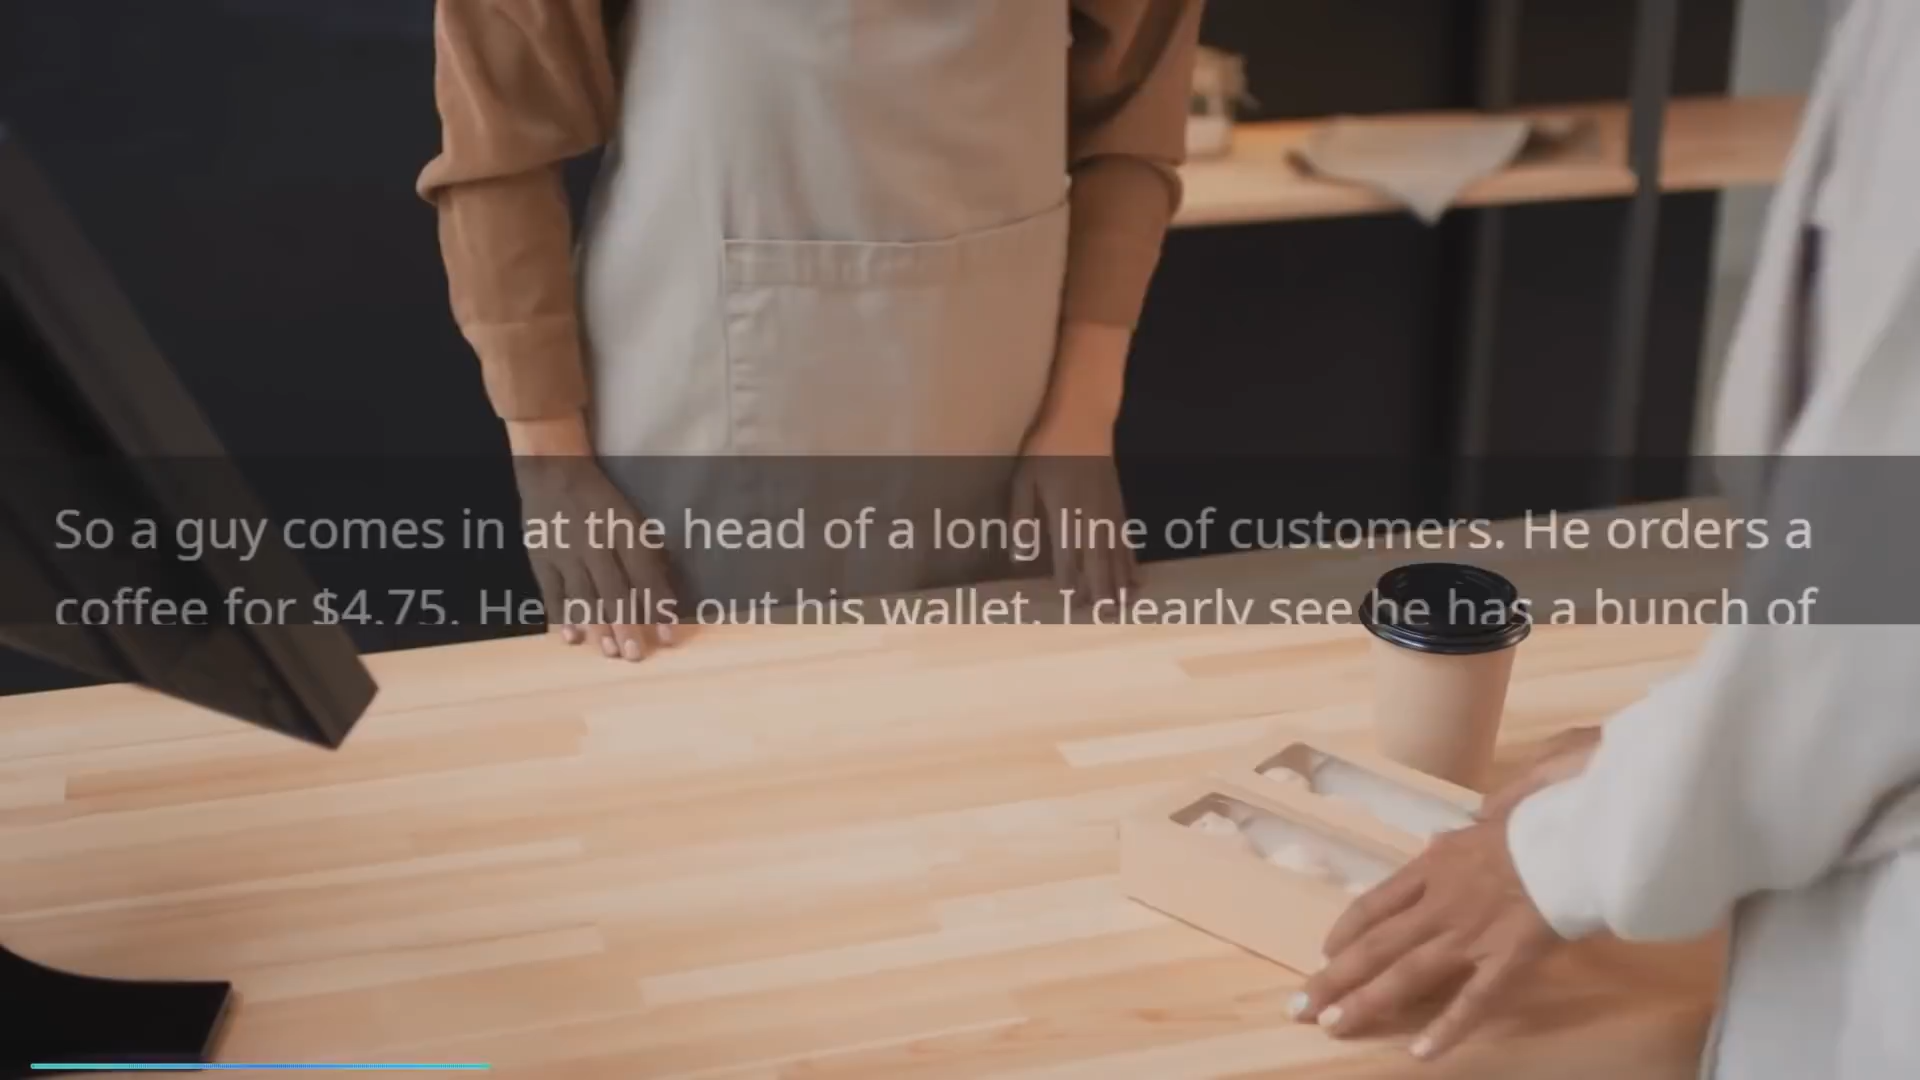 So a guy comes in at the head of a long line of customers. He orders a
coffee for $4.75. He pulls out his wallet. I clearly see he has a bunch of